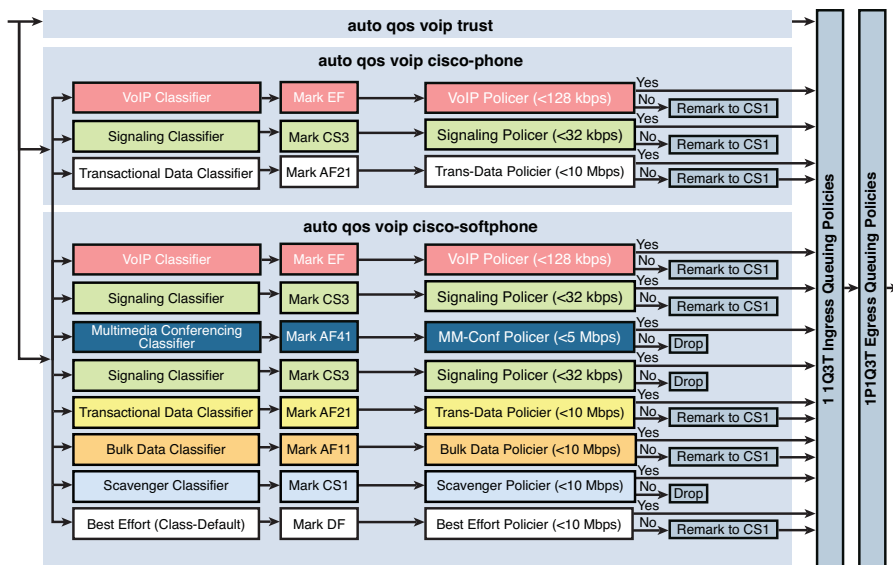 auto qos voip trust
auto qos voip cisco-phone
VoIP Classifier
Mark EF
VoIP Policer (<128 kbps)
Yes
No
Remark to CS1
Signaling Classifier
Mark CS3
Signaling Policer (<32 kbps)
Yes
No
Remark to CS1
Transactional Data Classifier
Mark AF21
Trans-Data Policier (<10 Mbps)
Yes
No
Remark to CS1
auto qos voip cisco-softphone
VoIP Classifier
Mark EF
VoIP Policer (<128 kbps)
Yes
No
Remark to CS1
Signaling Classifier
Mark CS3
Signaling Policer (<32 kbps)
Yes
No
Remark to CS1
Multimedia Conferencing
Classifier
Mark AF41
MM-Conf Policer (<5 Mbps)
Yes
No
Drop
Signaling Classifier
Mark CS3
Signaling Policer (<32 kbps)
Yes
No
Drop
Transactional Data Classifier
Mark AF21
Trans-Data Policier (<10 Mbps)
Yes
No
Remark to CS1
Bulk Data Classifier
Mark AF11
Bulk Data Policier (<10 Mbps)
Yes
No
Remark to CS1
Scavenger Classifier
Mark CS1
Scavenger Policier (<10 Mbps)
Yes
No
Drop
Best Effort (Class-Default)
Mark DF
Best Effort Policier (<10 Mbps)
Yes
No
Remark to CS1
1 1Q3T Ingress Queuing Policies
1P1Q3T Egress Queuing Policies